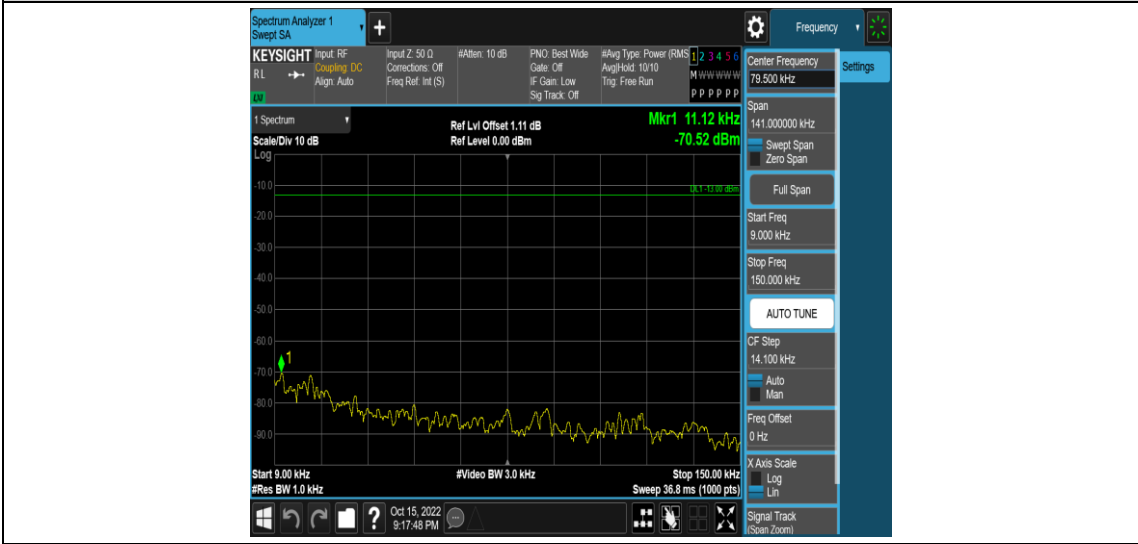 Spectrum Analyzer 1
Swept SA
+
Frequency
KEYSIGHT
RL
LNI
Input: RF
Coupling: DC
Align: Auto
Input Z: 50 Ω
Corrections: Off
Freq Ref: Int (S)
#Atten: 10 dB
PNO: Best Wide
Gate: Off
IF Gain: Low
Sig Track: Off
#Avg Type: Power (RMS
Avg|Hold: 10/10
Trig: Free Run
1 2 3 4 5 6
M W W W W W
P P P P P P
1 Spectrum
Scale/Div 10 dB
Log
Ref Lvl Offset 1.11 dB
Ref Level 0.00 dBm
Mkr1 11.12 kHz
-70.52 dBm
DL1 -13.00 dBm
-10.0
-20.0
-30.0
-40.0
-50.0
-60.0
-70.0
-80.0
-90.0
1
Start 9.00 kHz
#Res BW 1.0 kHz
#Video BW 3.0 kHz
Stop 150.00 kHz
Sweep 36.8 ms (1000 pts)
?
Oct 15, 2022
9:17:48 PM
Center Frequency
79.500 kHz
Settings
Span
141.000000 kHz
Swept Span
Zero Span
Full Span
Start Freq
9.000 kHz
Stop Freq
150.000 kHz
AUTO TUNE
CF Step
14.100 kHz
Auto
Man
Freq Offset
0 Hz
X Axis Scale
Log
Lin
Signal Track
(Span Zoom)